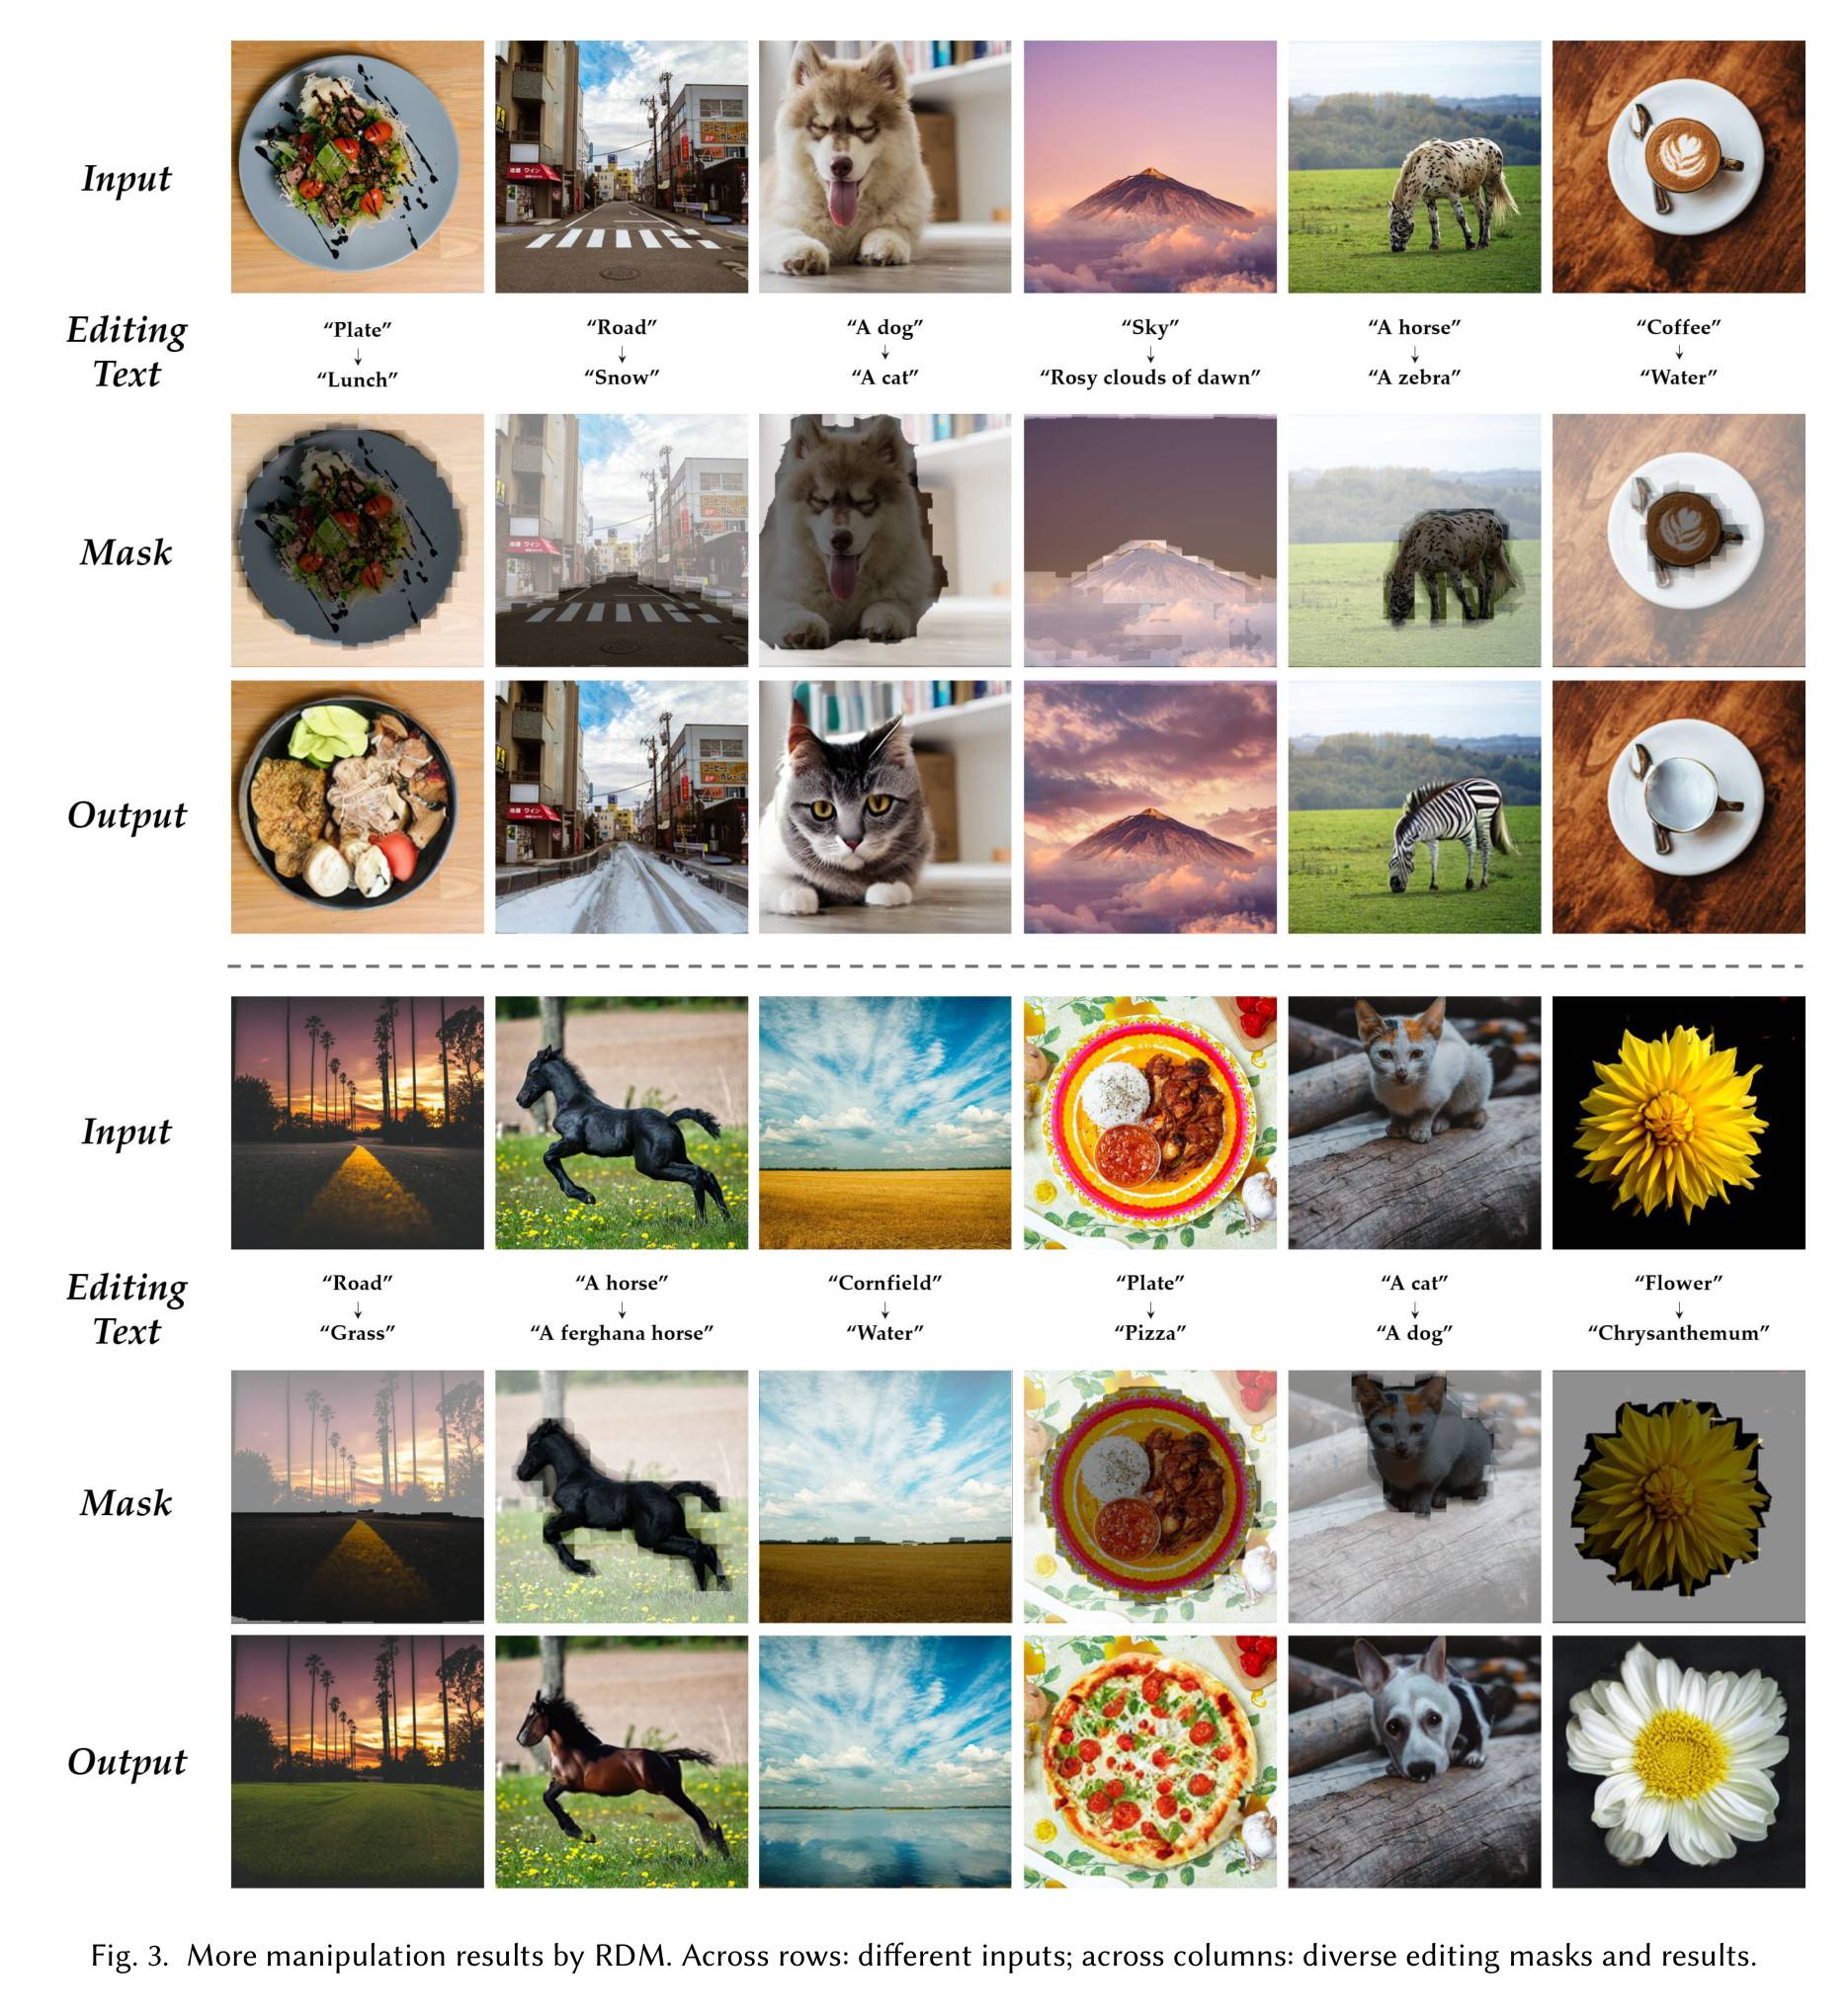 Input
Editing
Text
“Plate”
↓
“Lunch”
“Road”
↓
“Snow”
“A dog”
↓
“A cat”
“Sky”
↓
“Rosy clouds of dawn”
“A horse”
↓
“A zebra”
“Coffee”
↓
“Water”
Mask
Output
Input
Editing
Text
“Road”
↓
“Grass”
“A horse”
↓
“A ferghana horse”
“Cornfield”
↓
“Water”
“Plate”
↓
“Pizza”
“A cat”
↓
“A dog”
“Flower”
↓
“Chrysanthemum”
Mask
Output
Fig. 3. More manipulation results by RDM. Across rows: different inputs; across columns: diverse editing masks and results.